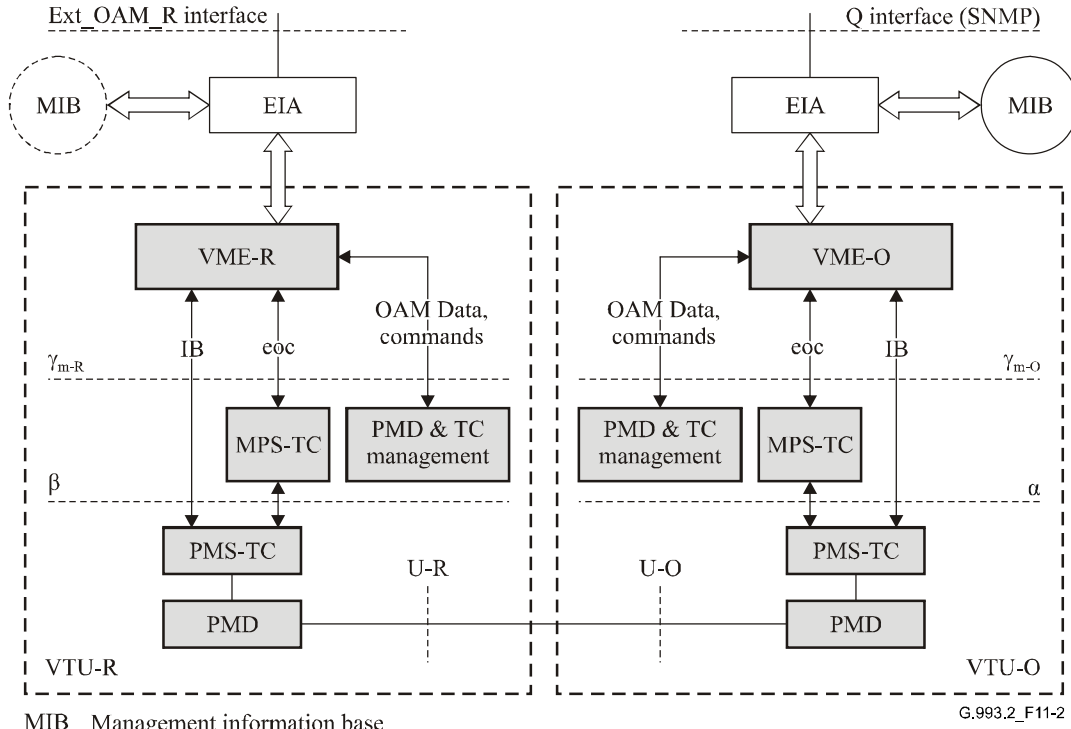 Ext_OAM_R interface
Q interface (SNMP)
MIB
EIA
EIA
MIB
VME-R
VME-O
OAM Data,
commands
OAM Data,
commands
IB
eoc
eoc
IB
γm-R
γm-O
MPS-TC
PMD & TC
management
PMD & TC
management
MPS-TC
β
α
PMS-TC
PMS-TC
U-R
U-O
PMD
PMD
VTU-R
VTU-O
G.993.2_F11-2
MIB Management information base